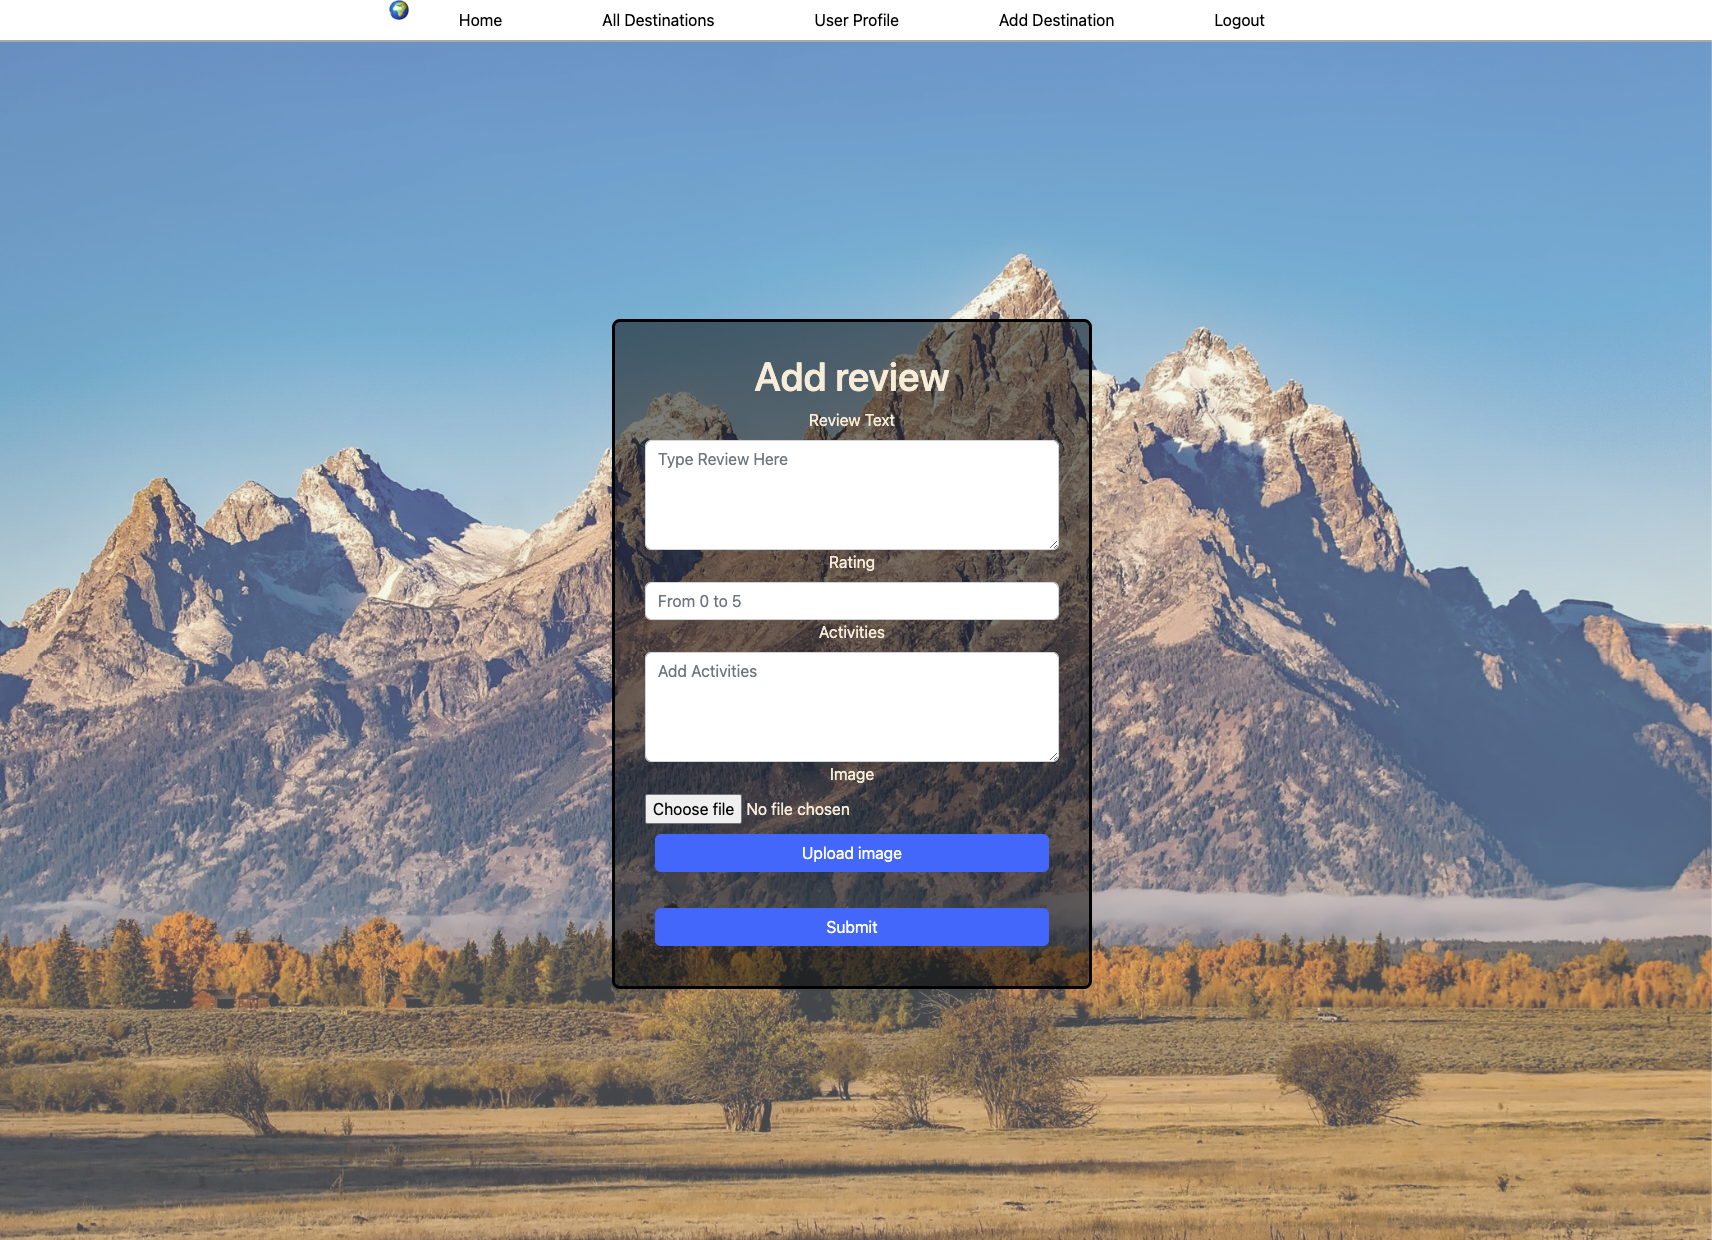 Home All Destinations User Profile Add Destination Logout
Add review
Review Text
Type Review Here
Rating
From 0 to 5
Activities
Add Activities
Image
Choose file No file chosen
Upload image
Submit